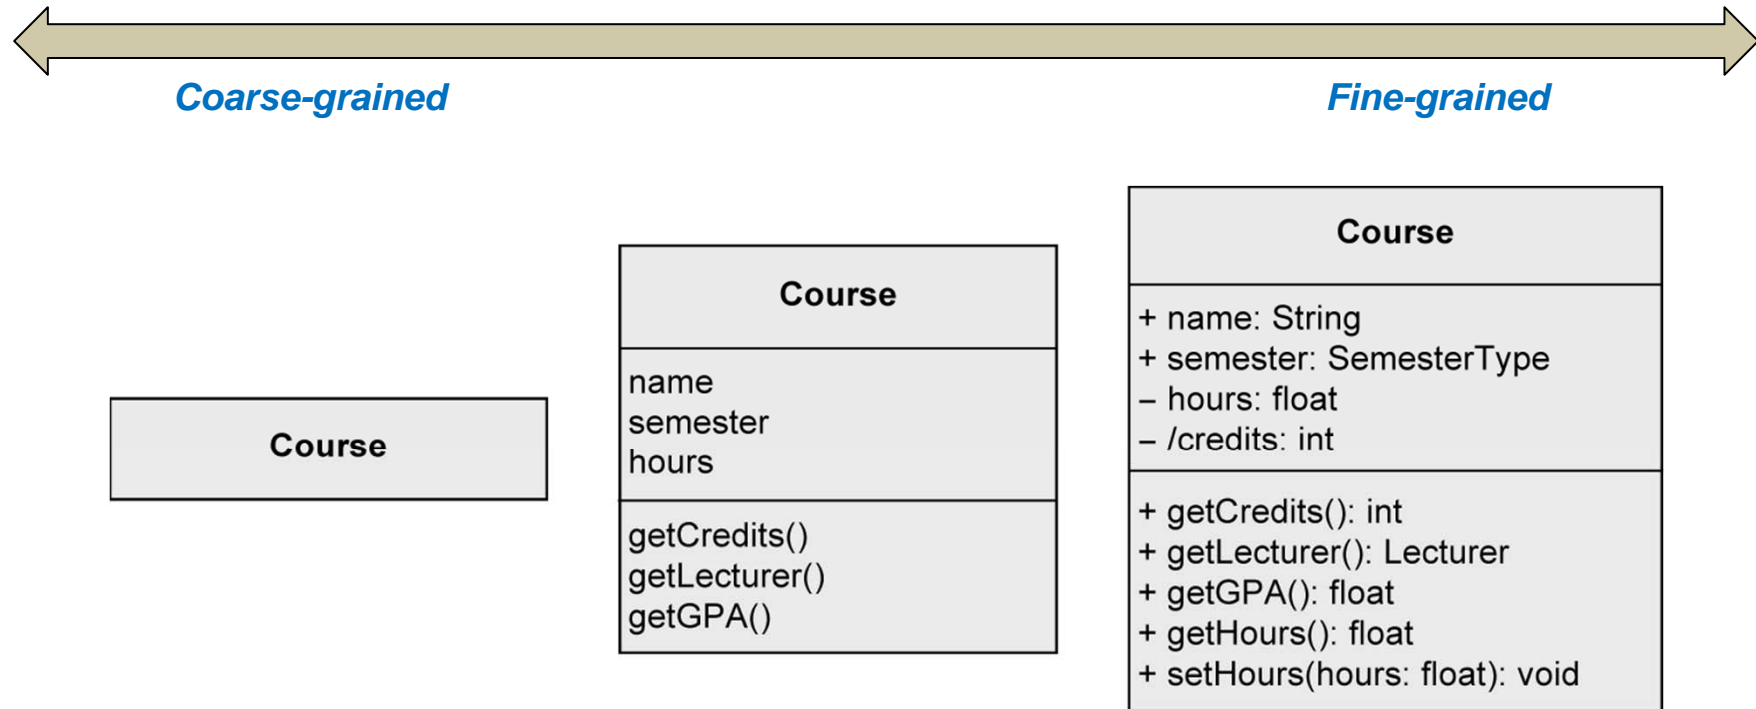 Coarse-grained
Fine-grained
Course
Course
name
semester
hours
getCredits()
getLecturer()
getGPA()
Course
+ name: String
+ semester: SemesterType
– hours: float
– /credits: int
+ getCredits(): int
+ getLecturer(): Lecturer
+ getGPA(): float
+ getHours(): float
+ setHours(hours: float): void